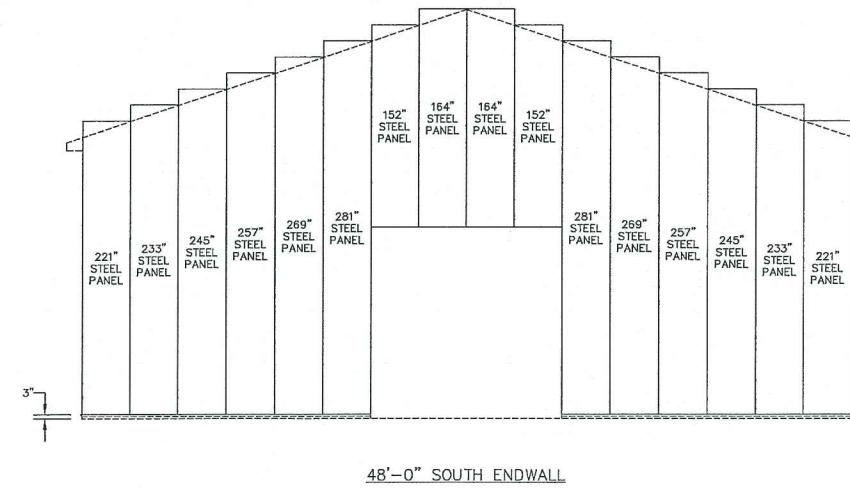 152"
STEEL
PANEL
164"
STEEL
PANEL
164"
STEEL
PANEL
152"
STEEL
PANEL
221"
STEEL
PANEL
233"
STEEL
PANEL
245"
STEEL
PANEL
257"
STEEL
PANEL
269"
STEEL
PANEL
281"
STEEL
PANEL
281"
STEEL
PANEL
269"
STEEL
PANEL
257"
STEEL
PANEL
245"
STEEL
PANEL
233"
STEEL
PANEL
221"
STEEL
PANEL
3"
48'-0" SOUTH ENDWALL